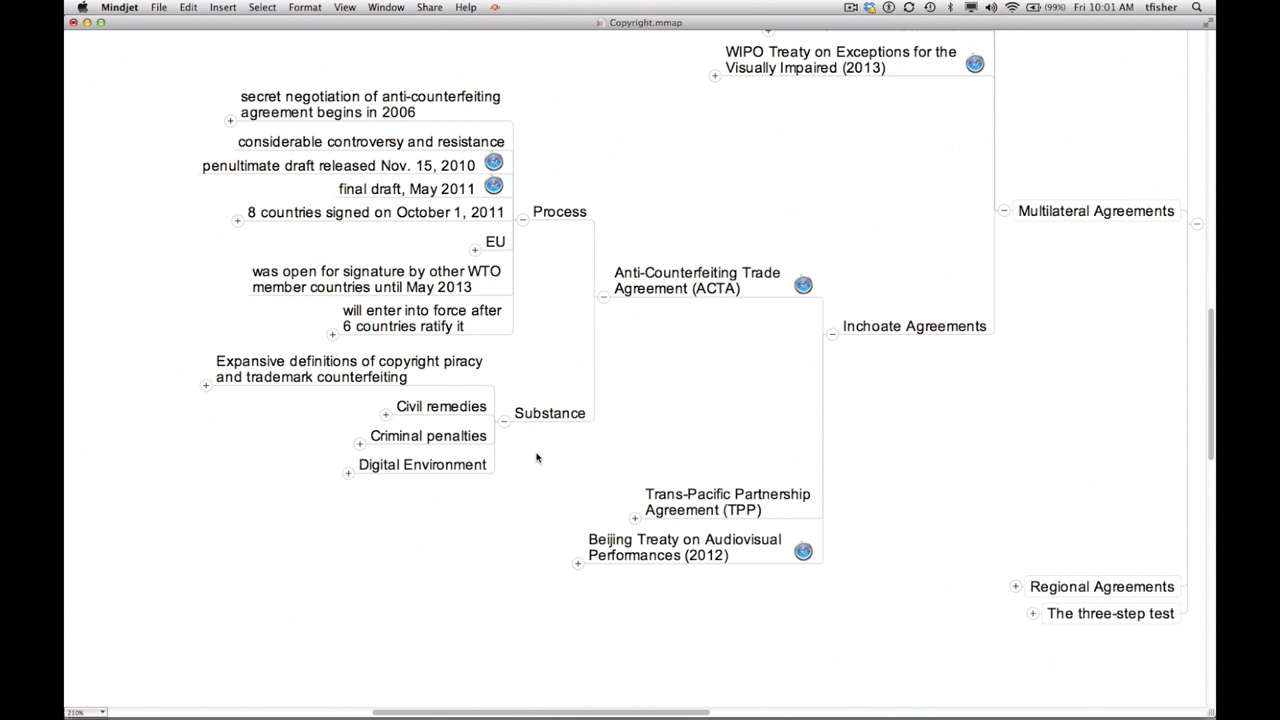 Mindjet File Edit Insert Select Format View Window Share Help (99%) Fri 10:01 AM tfisher
Copyright.mmap
WIPO Treaty on Exceptions for the
Visually Impaired (2013)
secret negotiation of anti-counterfeiting
agreement begins in 2006
considerable controversy and resistance
penultimate draft released Nov. 15, 2010
final draft, May 2011
8 countries signed on October 1, 2011
EU
was open for signature by other WTO
member countries until May 2013
will enter into force after
6 countries ratify it
Process
Expansive definitions of copyright piracy
and trademark counterfeiting
Civil remedies
Criminal penalties
Digital Environment
Substance
Anti-Counterfeiting Trade
Agreement (ACTA)
Trans-Pacific Partnership
Agreement (TPP)
Beijing Treaty on Audiovisual
Performances (2012)
Inchoate Agreements
Multilateral Agreements
Regional Agreements
The three-step test
210%